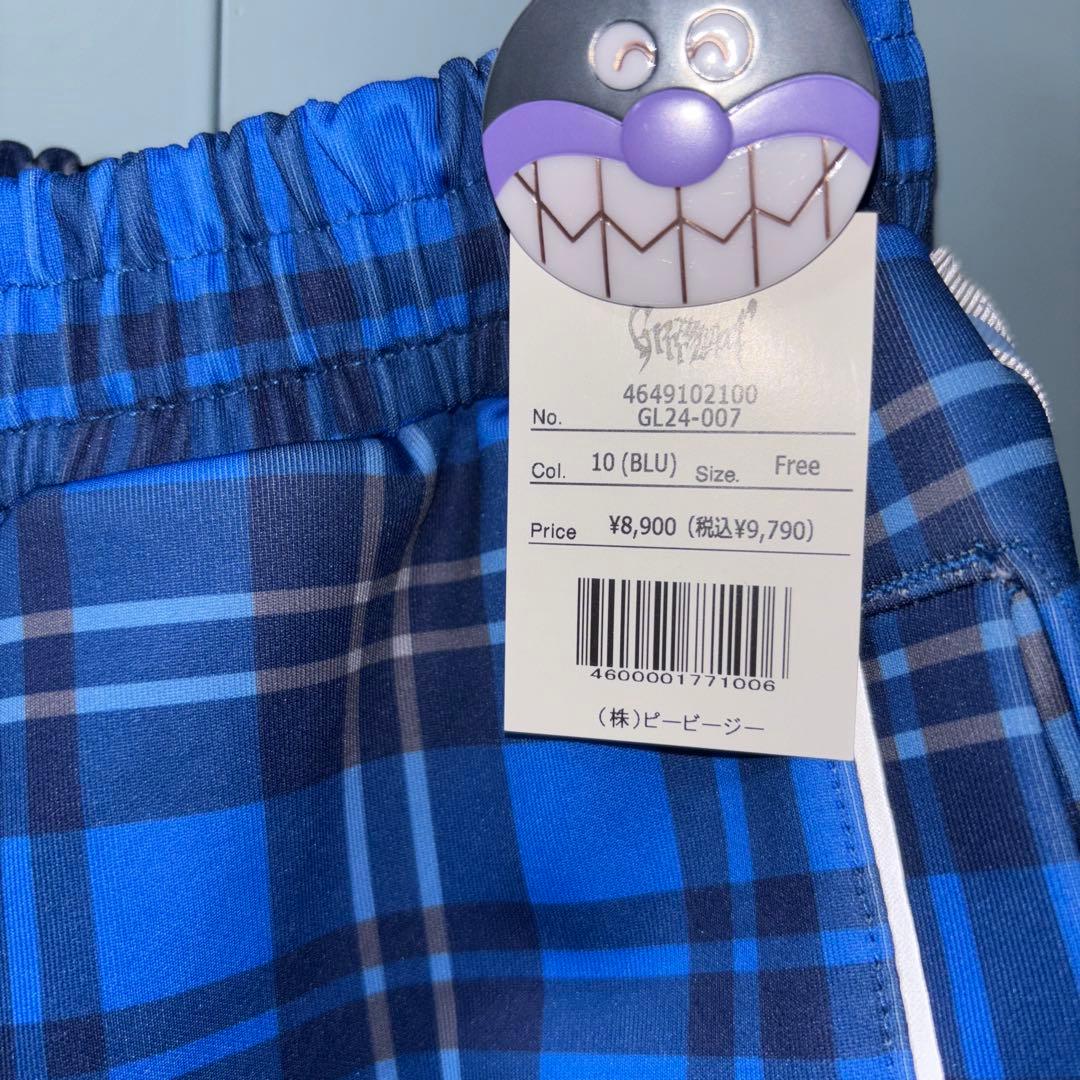 4649102100
No. GL24-007
Col. 10 (BLU) Size. Free
Price ¥8,900 (税込¥9,790)
4600001771006
(株)ピービージー